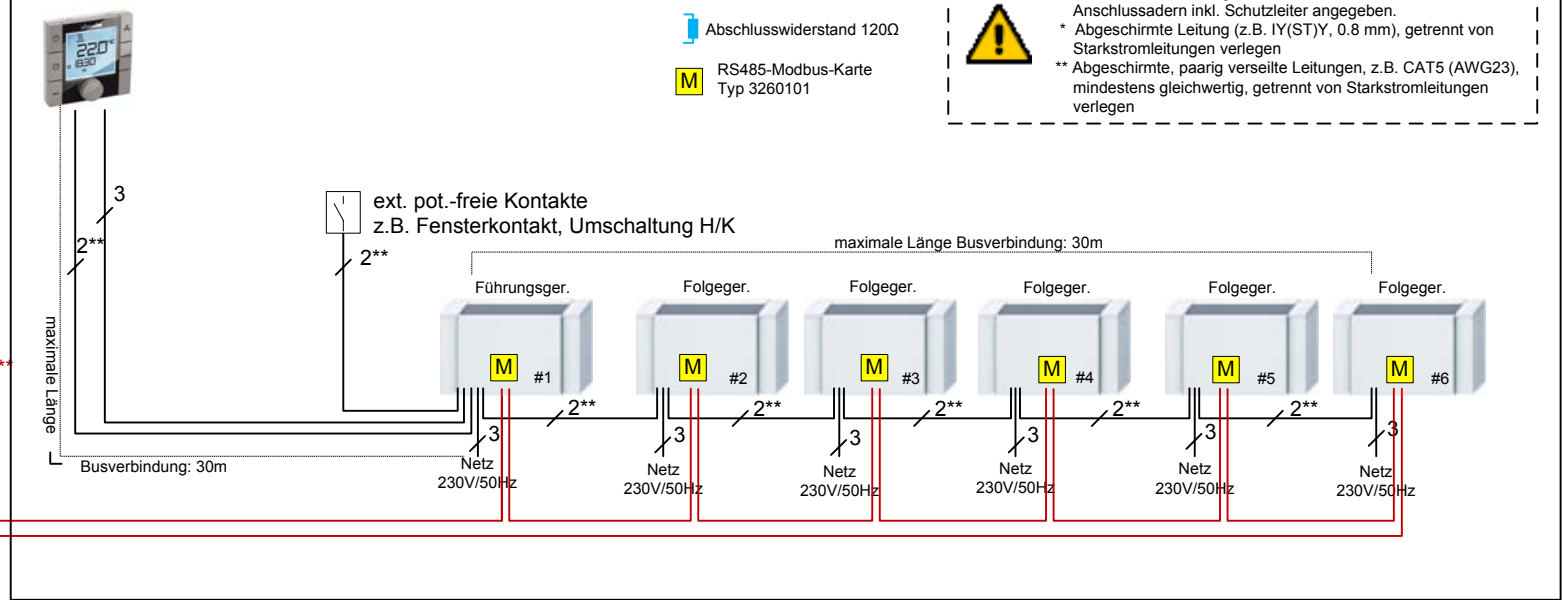 Anschlussadern inkl. Schutzleiter angegeben.
* Abgeschirmte Leitung (z.B. IY(ST)Y, 0.8 mm), getrennt von
Starkstromleitungen verlegen
** Abgeschirmte, paarig verseilte Leitungen, z.B. CAT5 (AWG23),
mindestens gleichwertig, getrennt von Starkstromleitungen
verlegen
Abschlusswiderstand 120Ω
M
RS485-Modbus-Karte
Typ 3260101
22.0°C
3
2**
ext. pot.-freie Kontakte
z.B. Fensterkontakt, Umschaltung H/K
2**
maximale Länge Busverbindung: 30m
Führungsger.
Folgeger.
Folgeger.
Folgeger.
Folgeger.
Folgeger.
M #1
M #2
M #3
M #4
M #5
M #6
**
maximale Länge
Busverbindung: 30m
2**
2**
2**
2**
2**
3
3
3
3
3
3
Netz
230V/50Hz
Netz
230V/50Hz
Netz
230V/50Hz
Netz
230V/50Hz
Netz
230V/50Hz
Netz
230V/50Hz